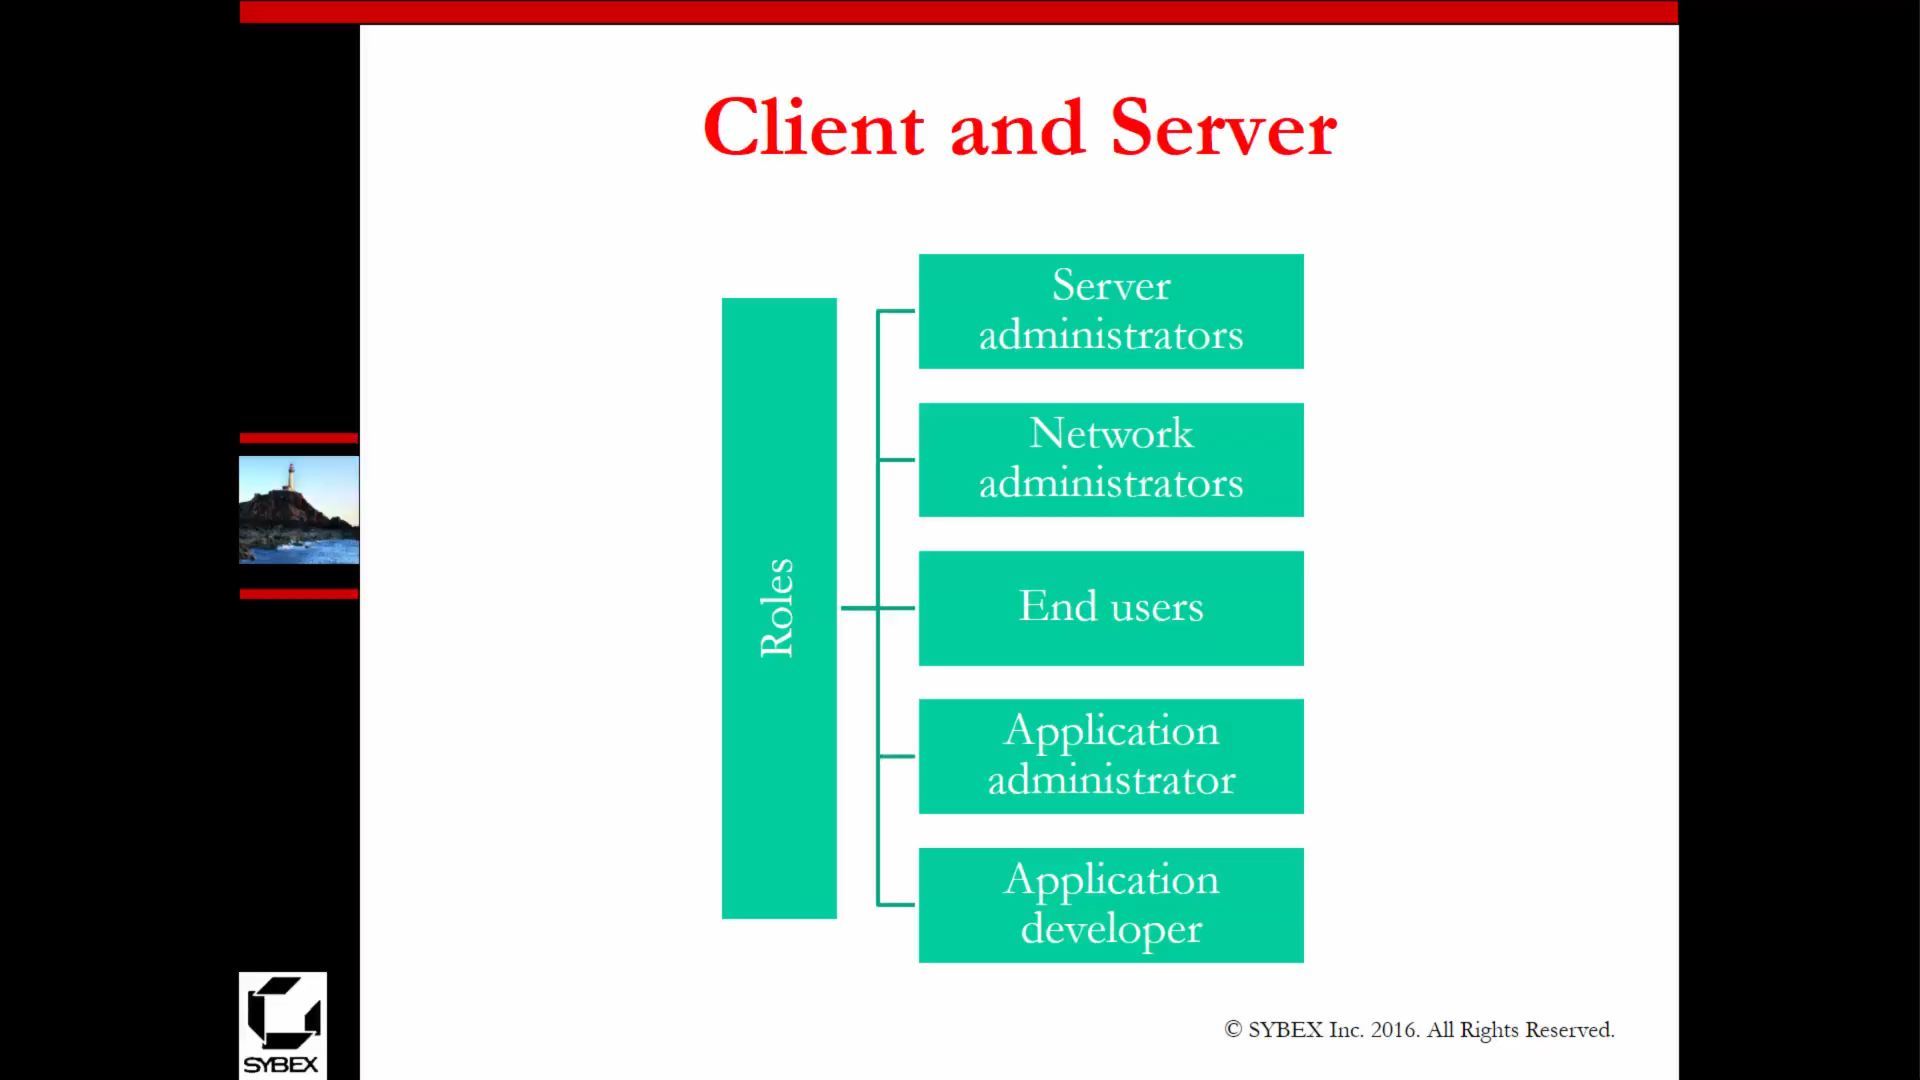 Client and Server
Roles
Server
administrators
Network
administrators
End users
Application
administrator
Application
developer
© SYBEX Inc. 2016. All Rights Reserved.
SYBEX